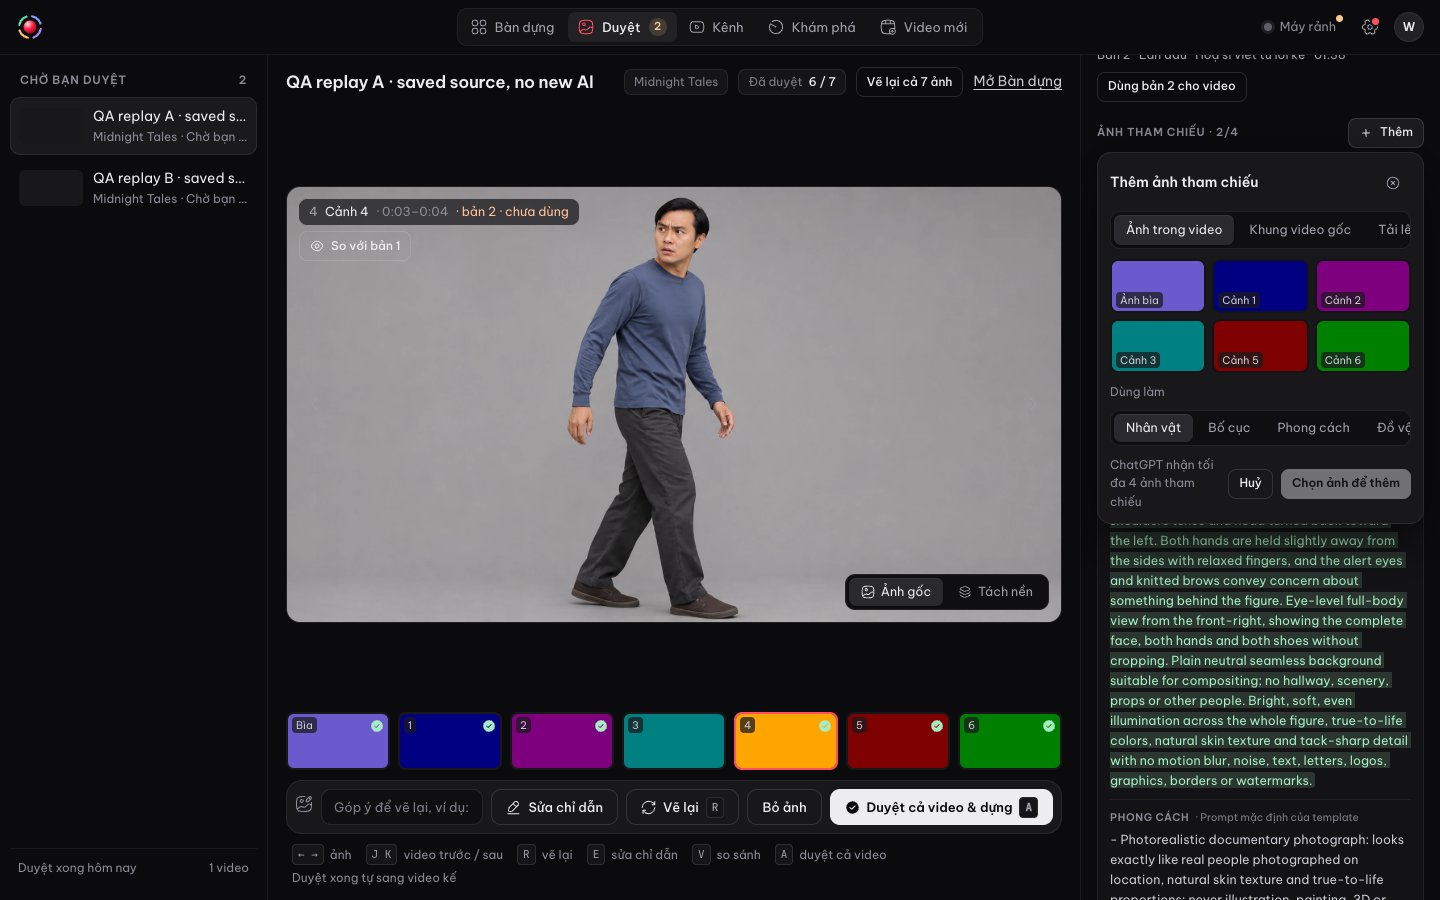 Bàn dựng
Duyệt 2
Kênh
Khám phá
Video mới
Máy rảnh
W
CHỜ BẠN DUYỆT 2
QA replay A · saved s...
Midnight Tales · Chờ bạn ...
QA replay B · saved s...
Midnight Tales · Chờ bạn ...
Duyệt xong hôm nay 1 video
QA replay A · saved source, no new AI
Midnight Tales
Đã duyệt 6 / 7
Vẽ lại cả 7 ảnh
Mở Bàn dựng
4 Cảnh 4 · 0:03–0:04 · bản 2 · chưa dùng
So với bản 1
Ảnh gốc
Tách nền
Bìa
1
2
3
4
5
6
Góp ý để vẽ lại, ví dụ:
Sửa chỉ dẫn
Vẽ lại R
Bỏ ảnh
Duyệt cả video & dựng A
← → ảnh
J K video trước / sau
R vẽ lại
E sửa chỉ dẫn
V so sánh
A duyệt cả video
Duyệt xong tự sang video kế
Dùng bản 2 cho video
ẢNH THAM CHIẾU · 2/4
+ Thêm
Thêm ảnh tham chiếu
Ảnh trong video
Khung video gốc
Tải lê
Ảnh bìa
Cảnh 1
Cảnh 2
Cảnh 3
Cảnh 5
Cảnh 6
Dùng làm
Nhân vật
Bố cục
Phong cách
Đồ vậ
ChatGPT nhận tối
đa 4 ảnh tham
chiếu
Huỷ
Chọn ảnh để thêm
the left. Both hands are held slightly away from
the sides with relaxed fingers, and the alert eyes
and knitted brows convey concern about
something behind the figure. Eye-level full-body
view from the front-right, showing the complete
face, both hands and both shoes without
cropping. Plain neutral seamless background
suitable for compositing; no hallway, scenery,
props or other people. Bright, soft, even
illumination across the whole figure, true-to-life
colors, natural skin texture and tack-sharp detail
with no motion blur, noise, text, letters, logos,
graphics, borders or watermarks.
PHONG CÁCH · Prompt mặc định của template
- Photorealistic documentary photograph: looks
exactly like real people photographed on
location, natural skin texture and true-to-life
proportions; never illustration, painting, 3D or